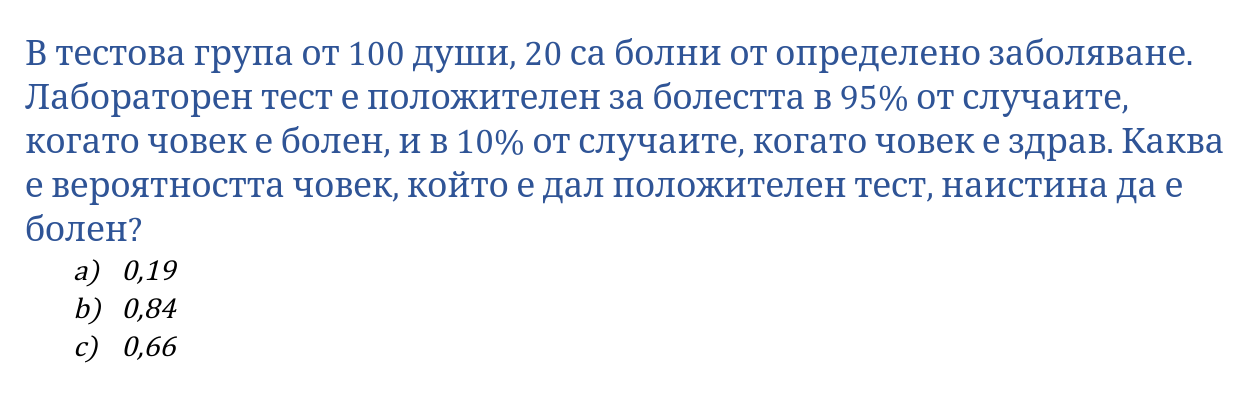 В тестова група от 100 души, 20 са болни от определено заболяване.
Лабораторен тест е положителен за болестта в 95% от случаите,
когато човек е болен, и в 10% от случаите, когато човек е здрав. Каква
е вероятността човек, който е дал положителен тест, наистина да е
болен?
a) 0,19
b) 0,84
c) 0,66